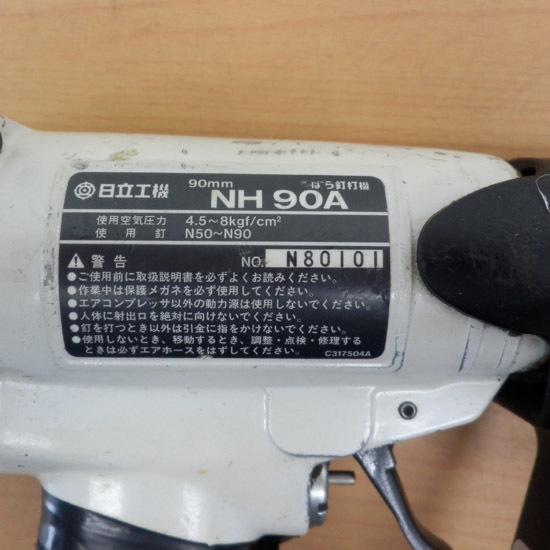 日立工機 90mm NH 90A ばら釘打機
使用空気圧力 4.5~8kgf/cm²
使用釘 N50~N90
警告 NO. N80101
●ご使用前に取扱説明書を必ずよくお読みください。
●作業中は保護メガネを必ず使用してください。
●エアコンプレッサ以外の動力源は使用しないでください。
●人体に射出口を絶対に向けないでください。
●釘を打つとき以外は引金に指をかけないでください。
●使用しないとき、移動するとき、調整・点検・修理する
ときは必ずエアホースをはずしてください。 C317504A